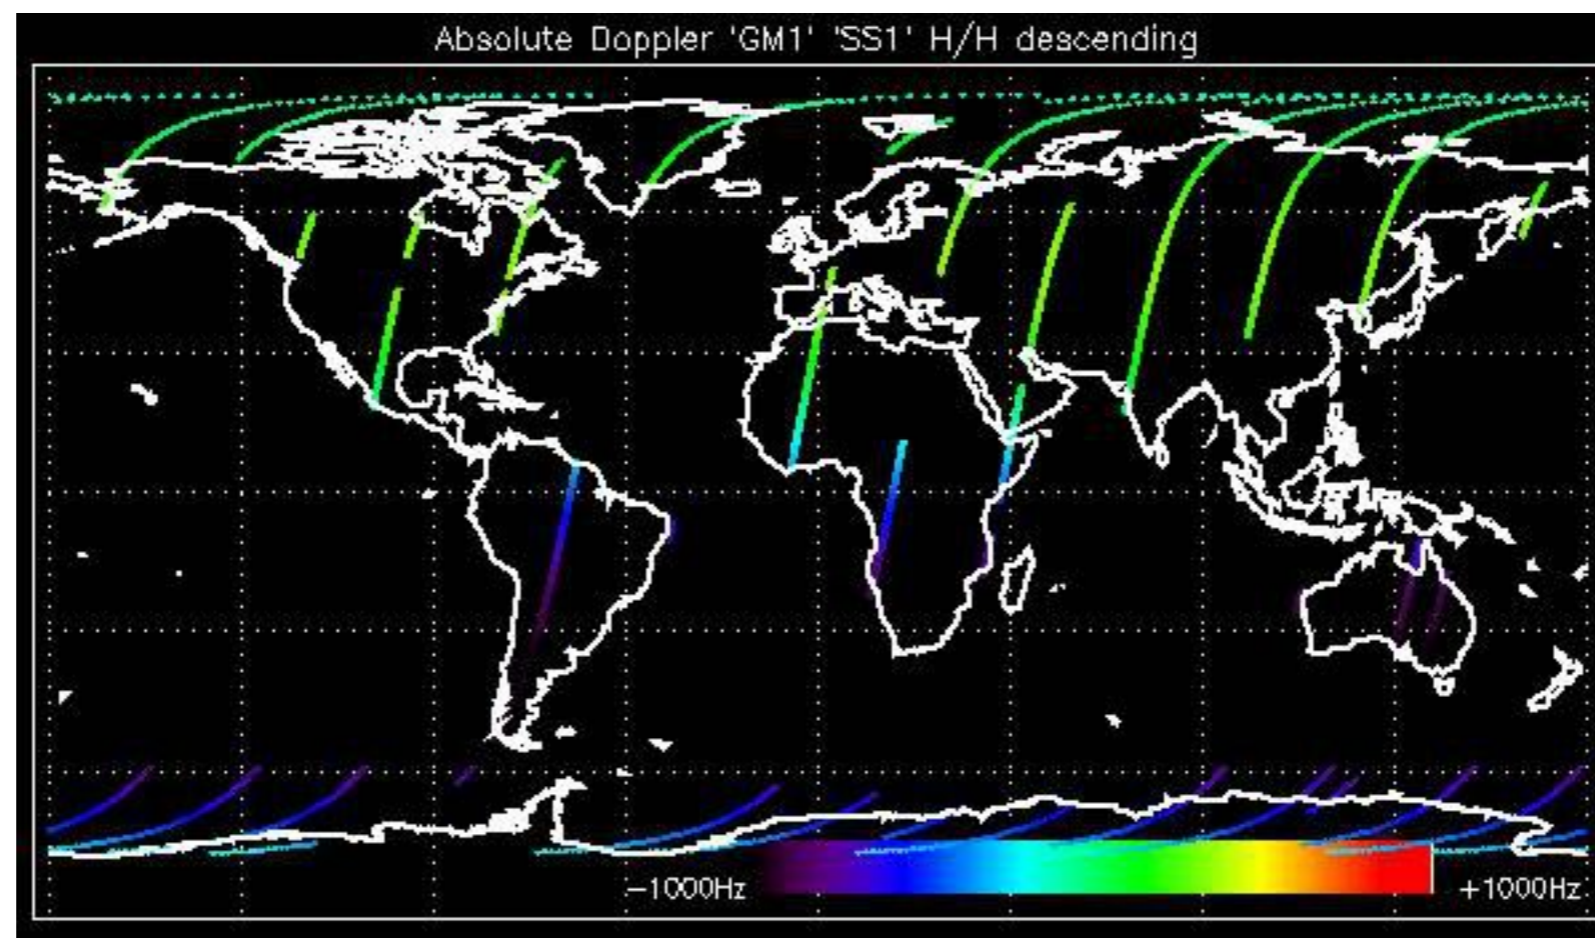 Absolute Doppler 'GM1' 'SS1' H/H descending
-1000Hz
+1000Hz